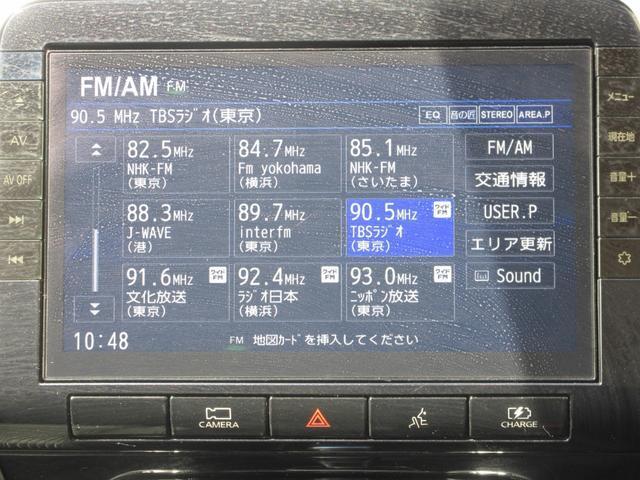 FM/AM FM
90.5 MHz TBSﾗｼﾞｵ(東京)
EQ 音の匠 STEREO AREA.P
82.5MHz
NHK-FM
(東京)
84.7MHz
Fm yokohama
(横浜)
85.1MHz
NHK-FM
(さいたま)
88.3MHz
J-WAVE
(港)
89.7MHz
interfm
(東京)
90.5MHz ワイドFM
TBSﾗｼﾞｵ
(東京)
91.6MHz ワイドFM
文化放送
(東京)
92.4MHz ワイドFM
ﾗｼﾞｵ日本
(横浜)
93.0MHz ワイドFM
ﾆｯﾎﾟﾝ放送
(東京)
FM/AM
交通情報
USER.P
エリア更新
Sound
10:48
FM 地図ｶｰﾄﾞを挿入してください
AV
AV OFF
メニュー
現在地
音量＋
音量－
CAMERA
CHARGE